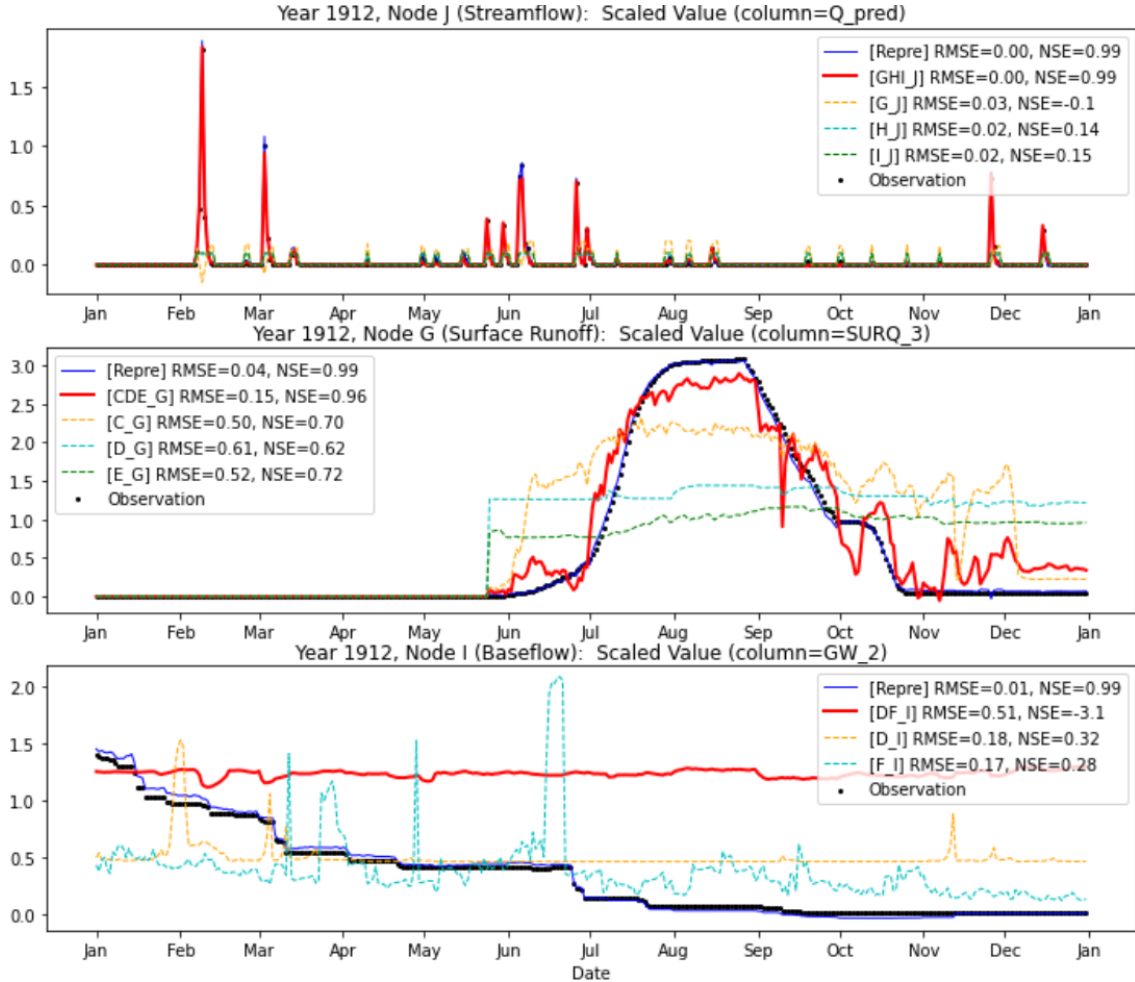 Year 1912, Node J (Streamflow): Scaled Value (column=Q_pred)
[Repre] RMSE=0.00, NSE=0.99
[GHI_J] RMSE=0.00, NSE=0.99
[G_J] RMSE=0.03, NSE=-0.1
[H_J] RMSE=0.02, NSE=0.14
[I_J] RMSE=0.02, NSE=0.15
Observation
1.5
1.0
0.5
0.0
Jan Feb Mar Apr May Jun Jul Aug Sep Oct Nov Dec Jan
Year 1912, Node G (Surface Runoff): Scaled Value (column=SURQ_3)
[Repre] RMSE=0.04, NSE=0.99
[CDE_G] RMSE=0.15, NSE=0.96
[C_G] RMSE=0.50, NSE=0.70
[D_G] RMSE=0.61, NSE=0.62
[E_G] RMSE=0.52, NSE=0.72
Observation
3.0
2.5
2.0
1.5
1.0
0.5
0.0
Jan Feb Mar Apr May Jun Jul Aug Sep Oct Nov Dec Jan
Year 1912, Node I (Baseflow): Scaled Value (column=GW_2)
[Repre] RMSE=0.01, NSE=0.99
[DF_I] RMSE=0.51, NSE=-3.1
[D_I] RMSE=0.18, NSE=0.32
[F_I] RMSE=0.17, NSE=0.28
Observation
2.0
1.5
1.0
0.5
0.0
Jan Feb Mar Apr May Jun Jul Aug Sep Oct Nov Dec Jan
Date